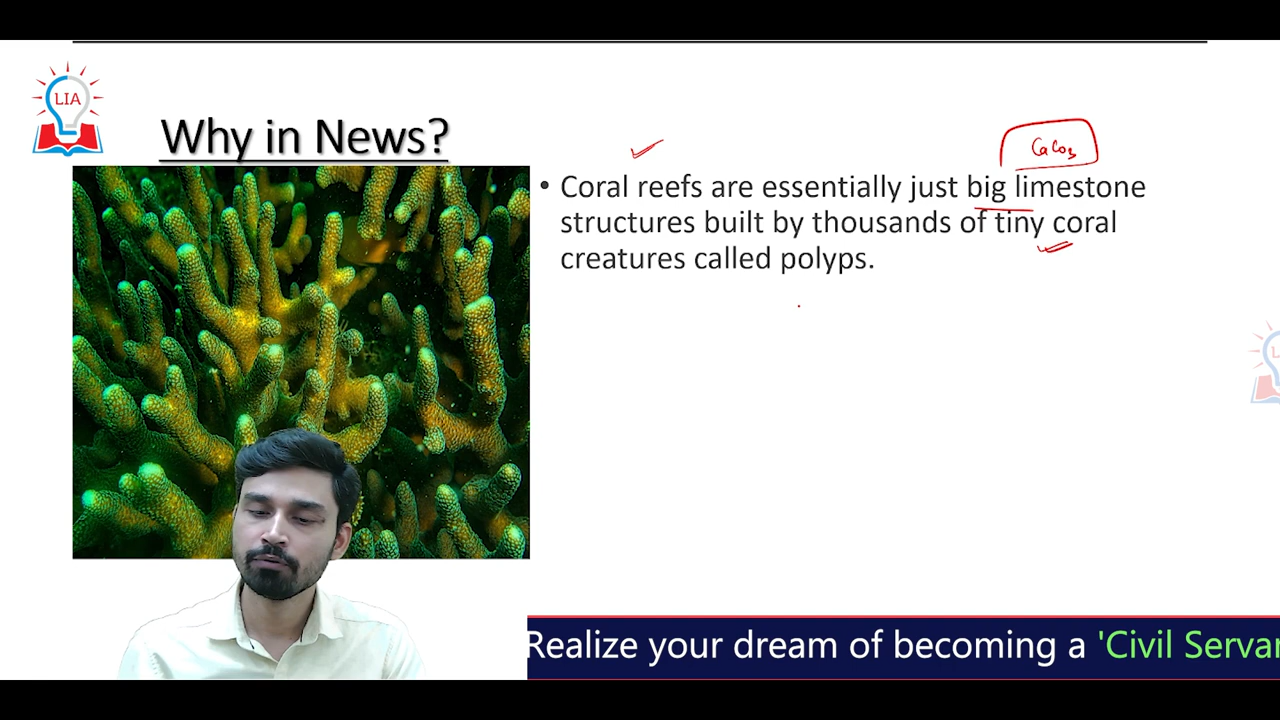 LIA
Why in News?
CaCO3
• Coral reefs are essentially just big limestone
structures built by thousands of tiny coral
creatures called polyps.
Realize your dream of becoming a 'Civil Servan